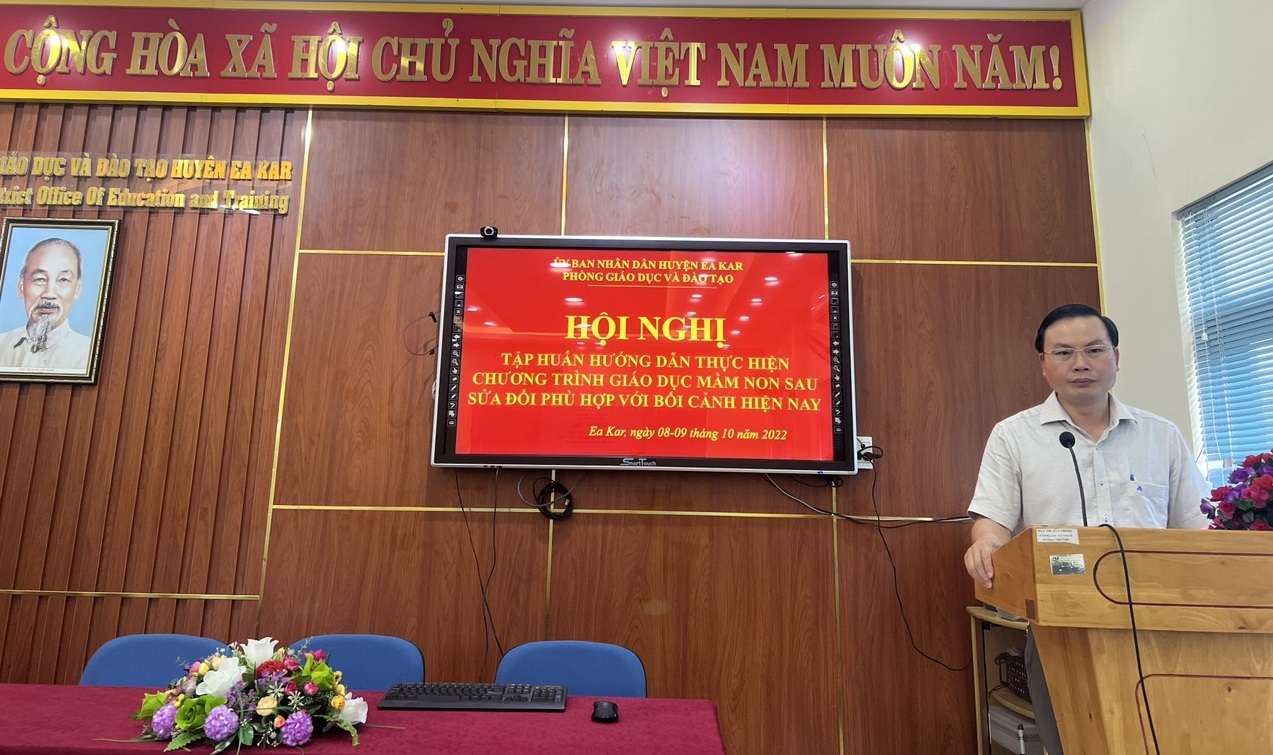 CỘNG HÒA XÃ HỘI CHỦ NGHĨA VIỆT NAM MUÔN NĂM!
DỤC VÀ ĐÀO TẠO HUYỆN EA KAR
Office Of Education and Training
ỦY BAN NHÂN DÂN HUYỆN EA KAR
PHÒNG GIÁO DỤC VÀ ĐÀO TẠO
HỘI NGHỊ
TẬP HUẤN HƯỚNG DẪN THỰC HIỆN
CHƯƠNG TRÌNH GIÁO DỤC MẦM NON SAU
SỬA ĐỔI PHÙ HỢP VỚI BỐI CẢNH HIỆN NAY
Ea Kar, ngày 08-09 tháng 10 năm 2022
SmartTouch